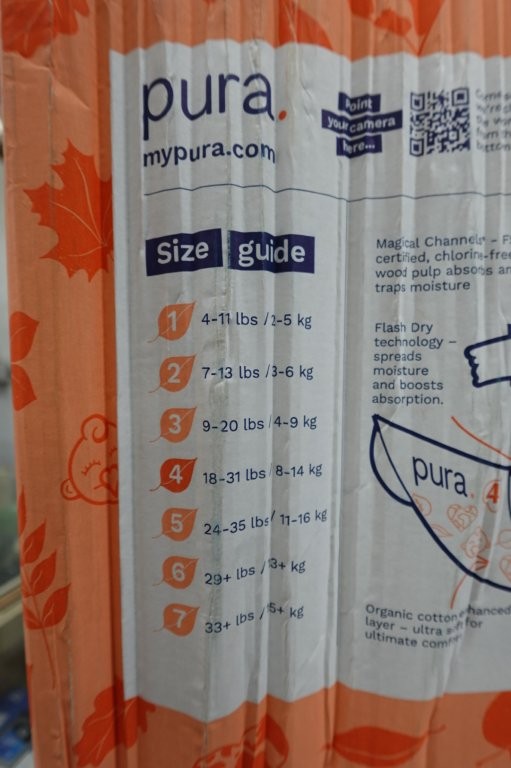 pura.
mypura.com
Point
your camera
here...
Size guide
1 4-11 lbs / 2-5 kg
2 7-13 lbs / 3-6 kg
3 9-20 lbs / 4-9 kg
4 18-31 lbs / 8-14 kg
5 24-35 lbs / 11-16 kg
6 29+ lbs / 3+ kg
7 33+ lbs / 5+ kg
Magical Channels -
certified, chlorine-free
wood pulp absorbs
traps moisture
Flash Dry
technology –
spreads
moisture
and boosts
absorption.
pura. 4
Organic cotton enhanced
layer – ultra soft for
ultimate comfort